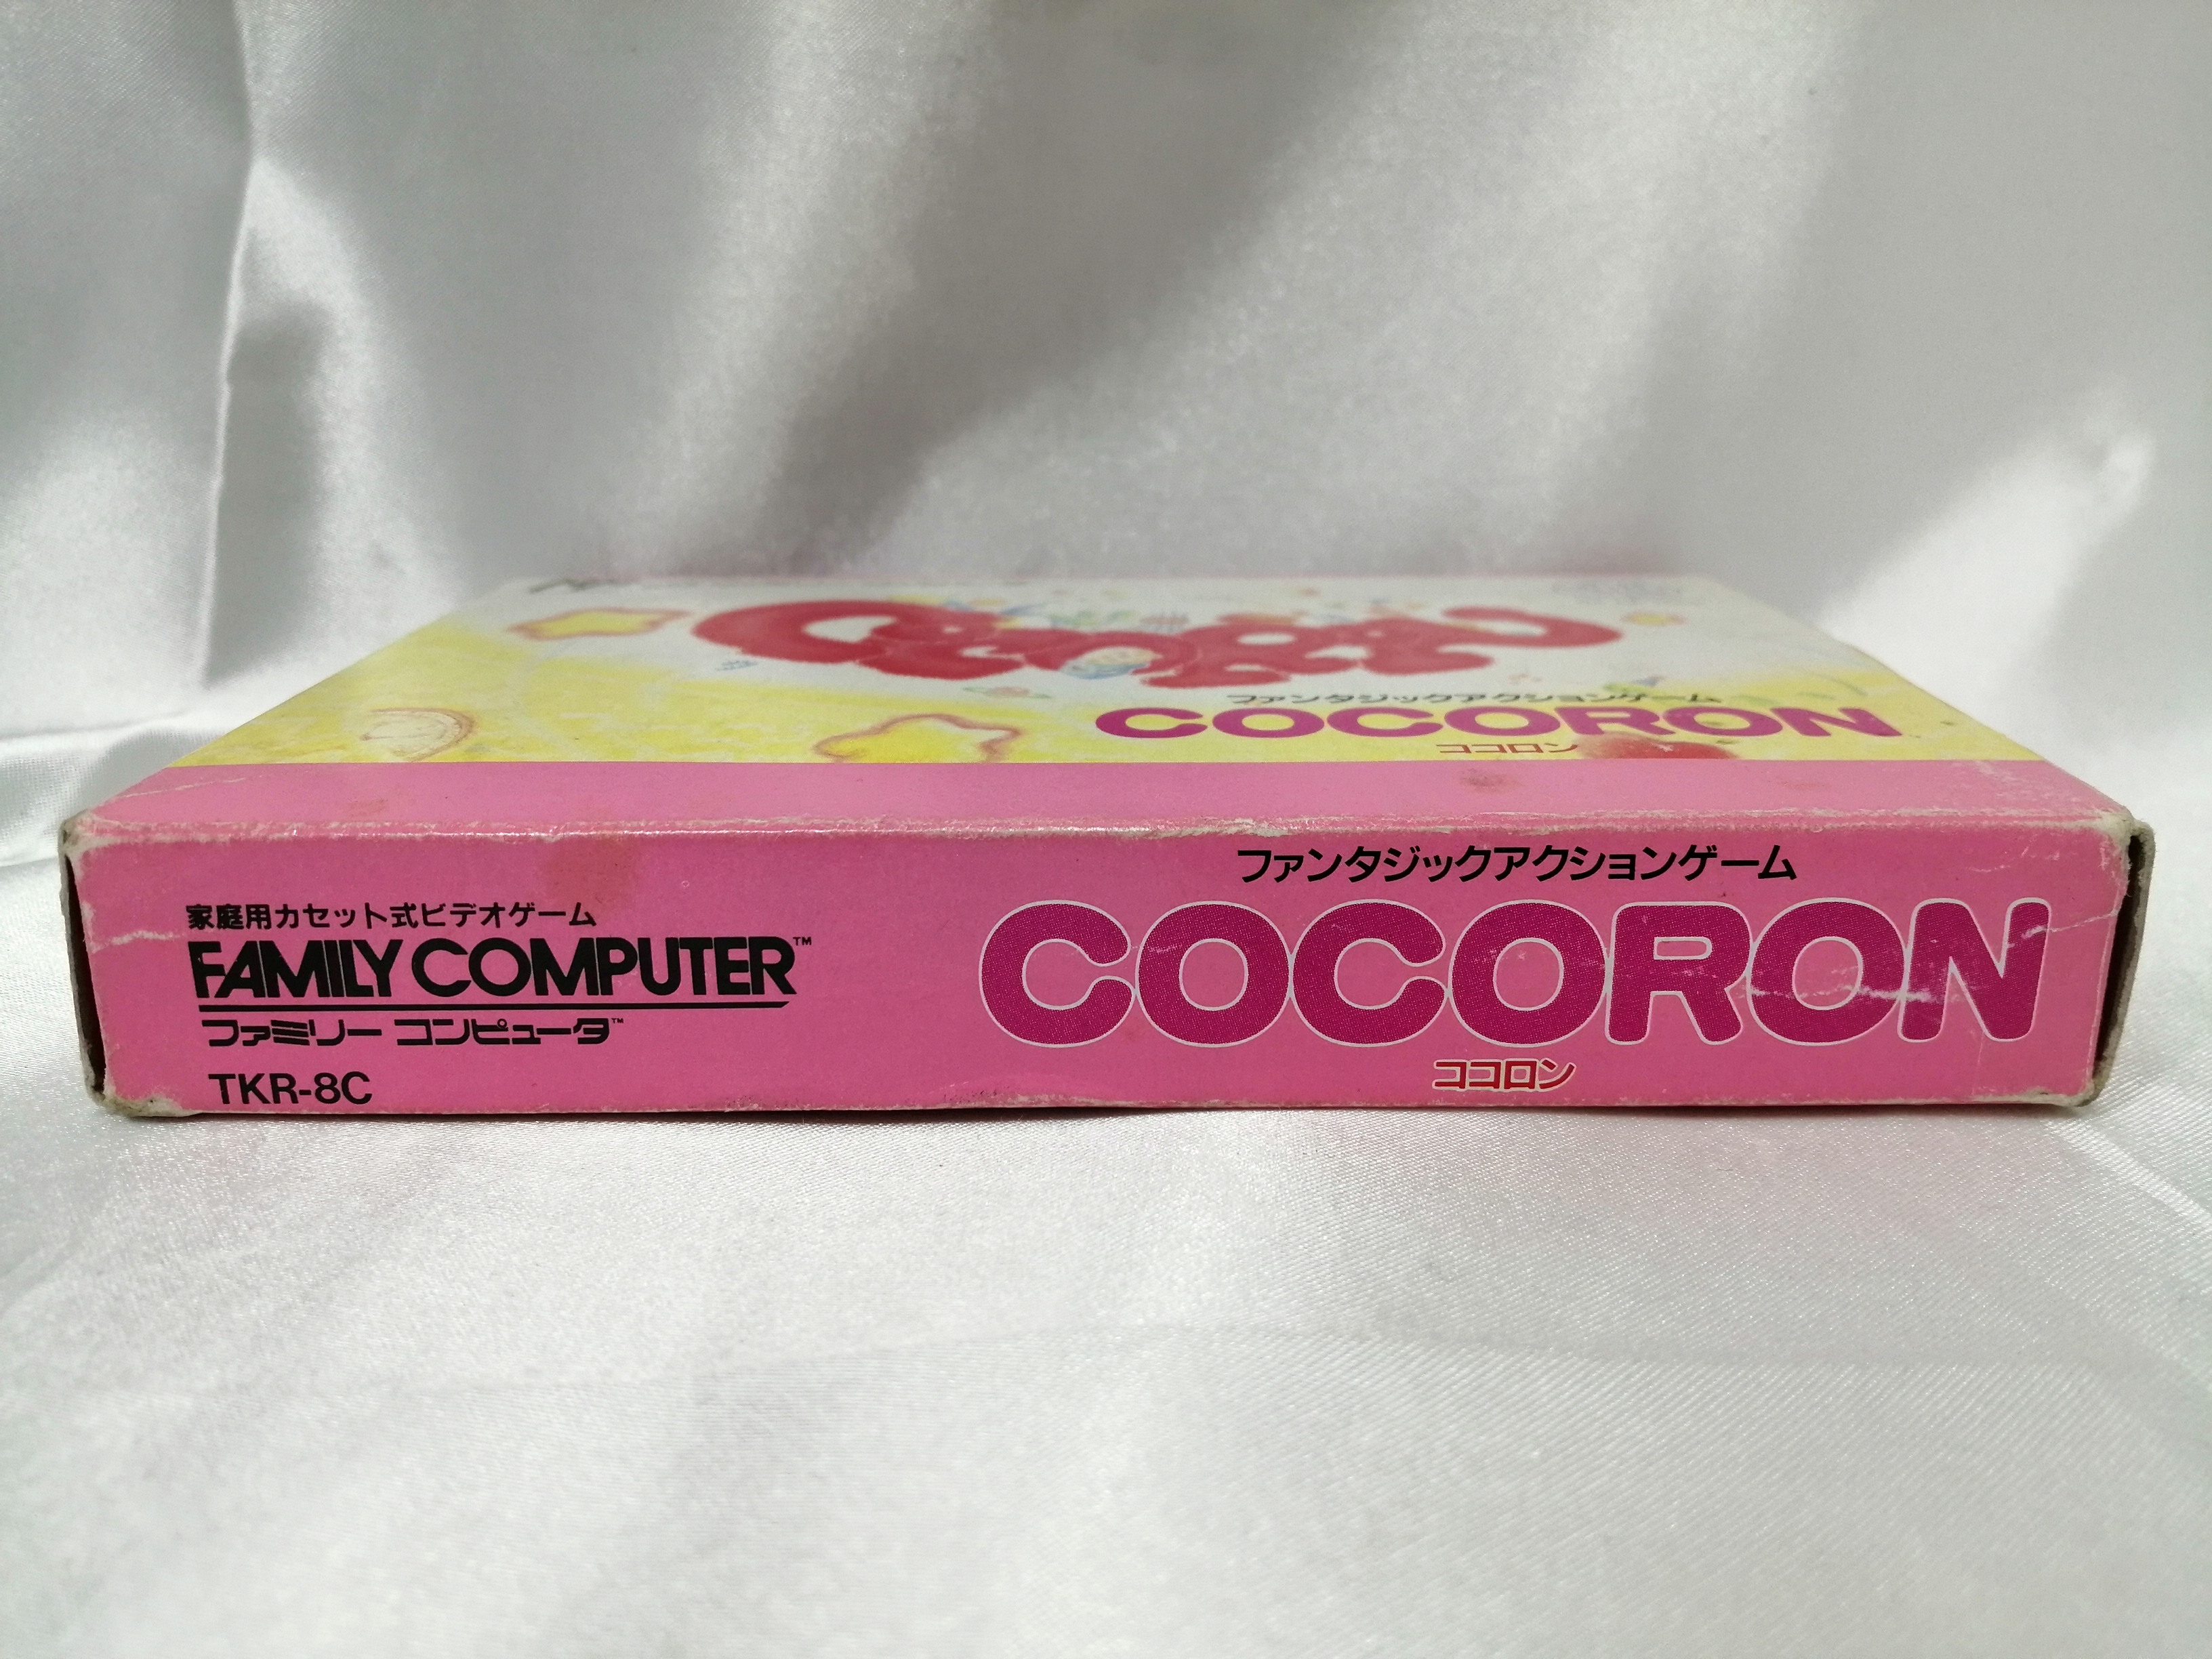 ファンタジックアクションゲーム
COCORON
ココロン
家庭用カセット式ビデオゲーム
FAMILY COMPUTER™
ファミリー コンピュータ™
TKR-8C
ファンタジックアクションゲーム
COCORON
ココロン